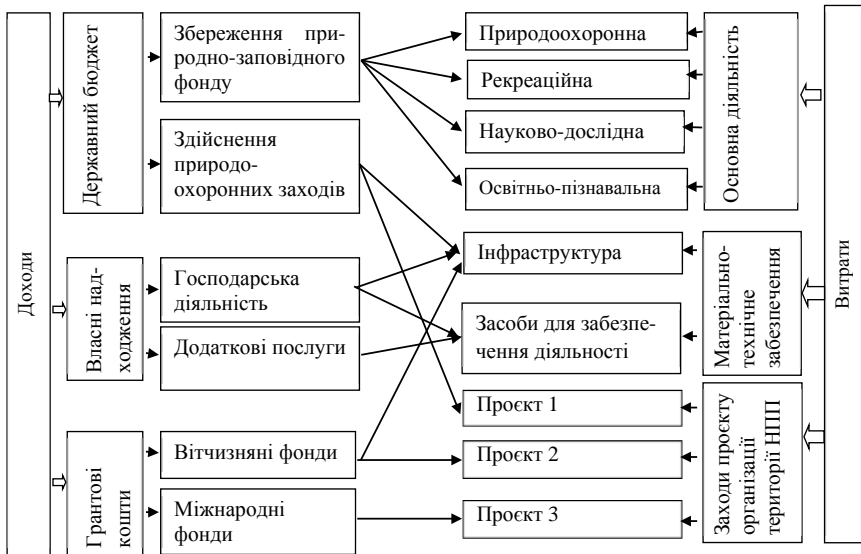 Доходи
Державний бюджет
Власні над-
ходження
Грантові
кошти
Збереження при-
родно-заповідного
фонду
Здійснення
природо-
охоронних заходів
Господарська
діяльність
Додаткові послуги
Вітчизняні фонди
Міжнародні
фонди
Природоохоронна
Рекреаційна
Науково-дослідна
Освітньо-пізнавальна
Інфраструктура
Засоби для забезпе-
чення діяльності
Проєкт 1
Проєкт 2
Проєкт 3
Основна діяльність
Матеріально-
технічне
забезпечення
Заходи проєкту
організації
території НПП
Витрати